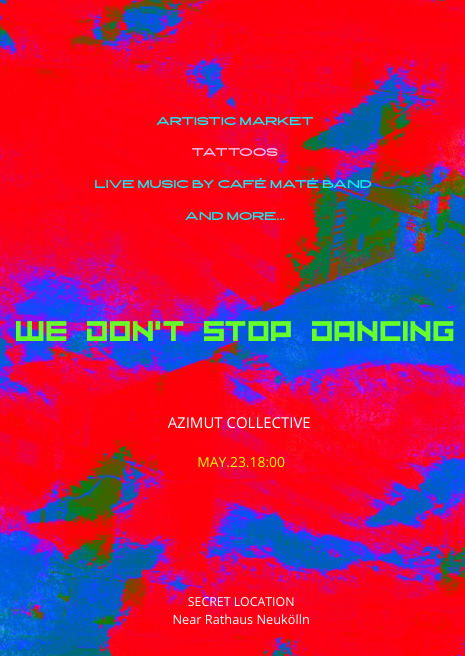 ARTISTIC MARKET
TATTOOS
LIVE MUSIC BY CAFÉ MATÉ BAND
AND MORE...
WE DON'T STOP DANCING
AZIMUT COLLECTIVE
MAY.23.18:00
SECRET LOCATION
Near Rathaus Neukölln